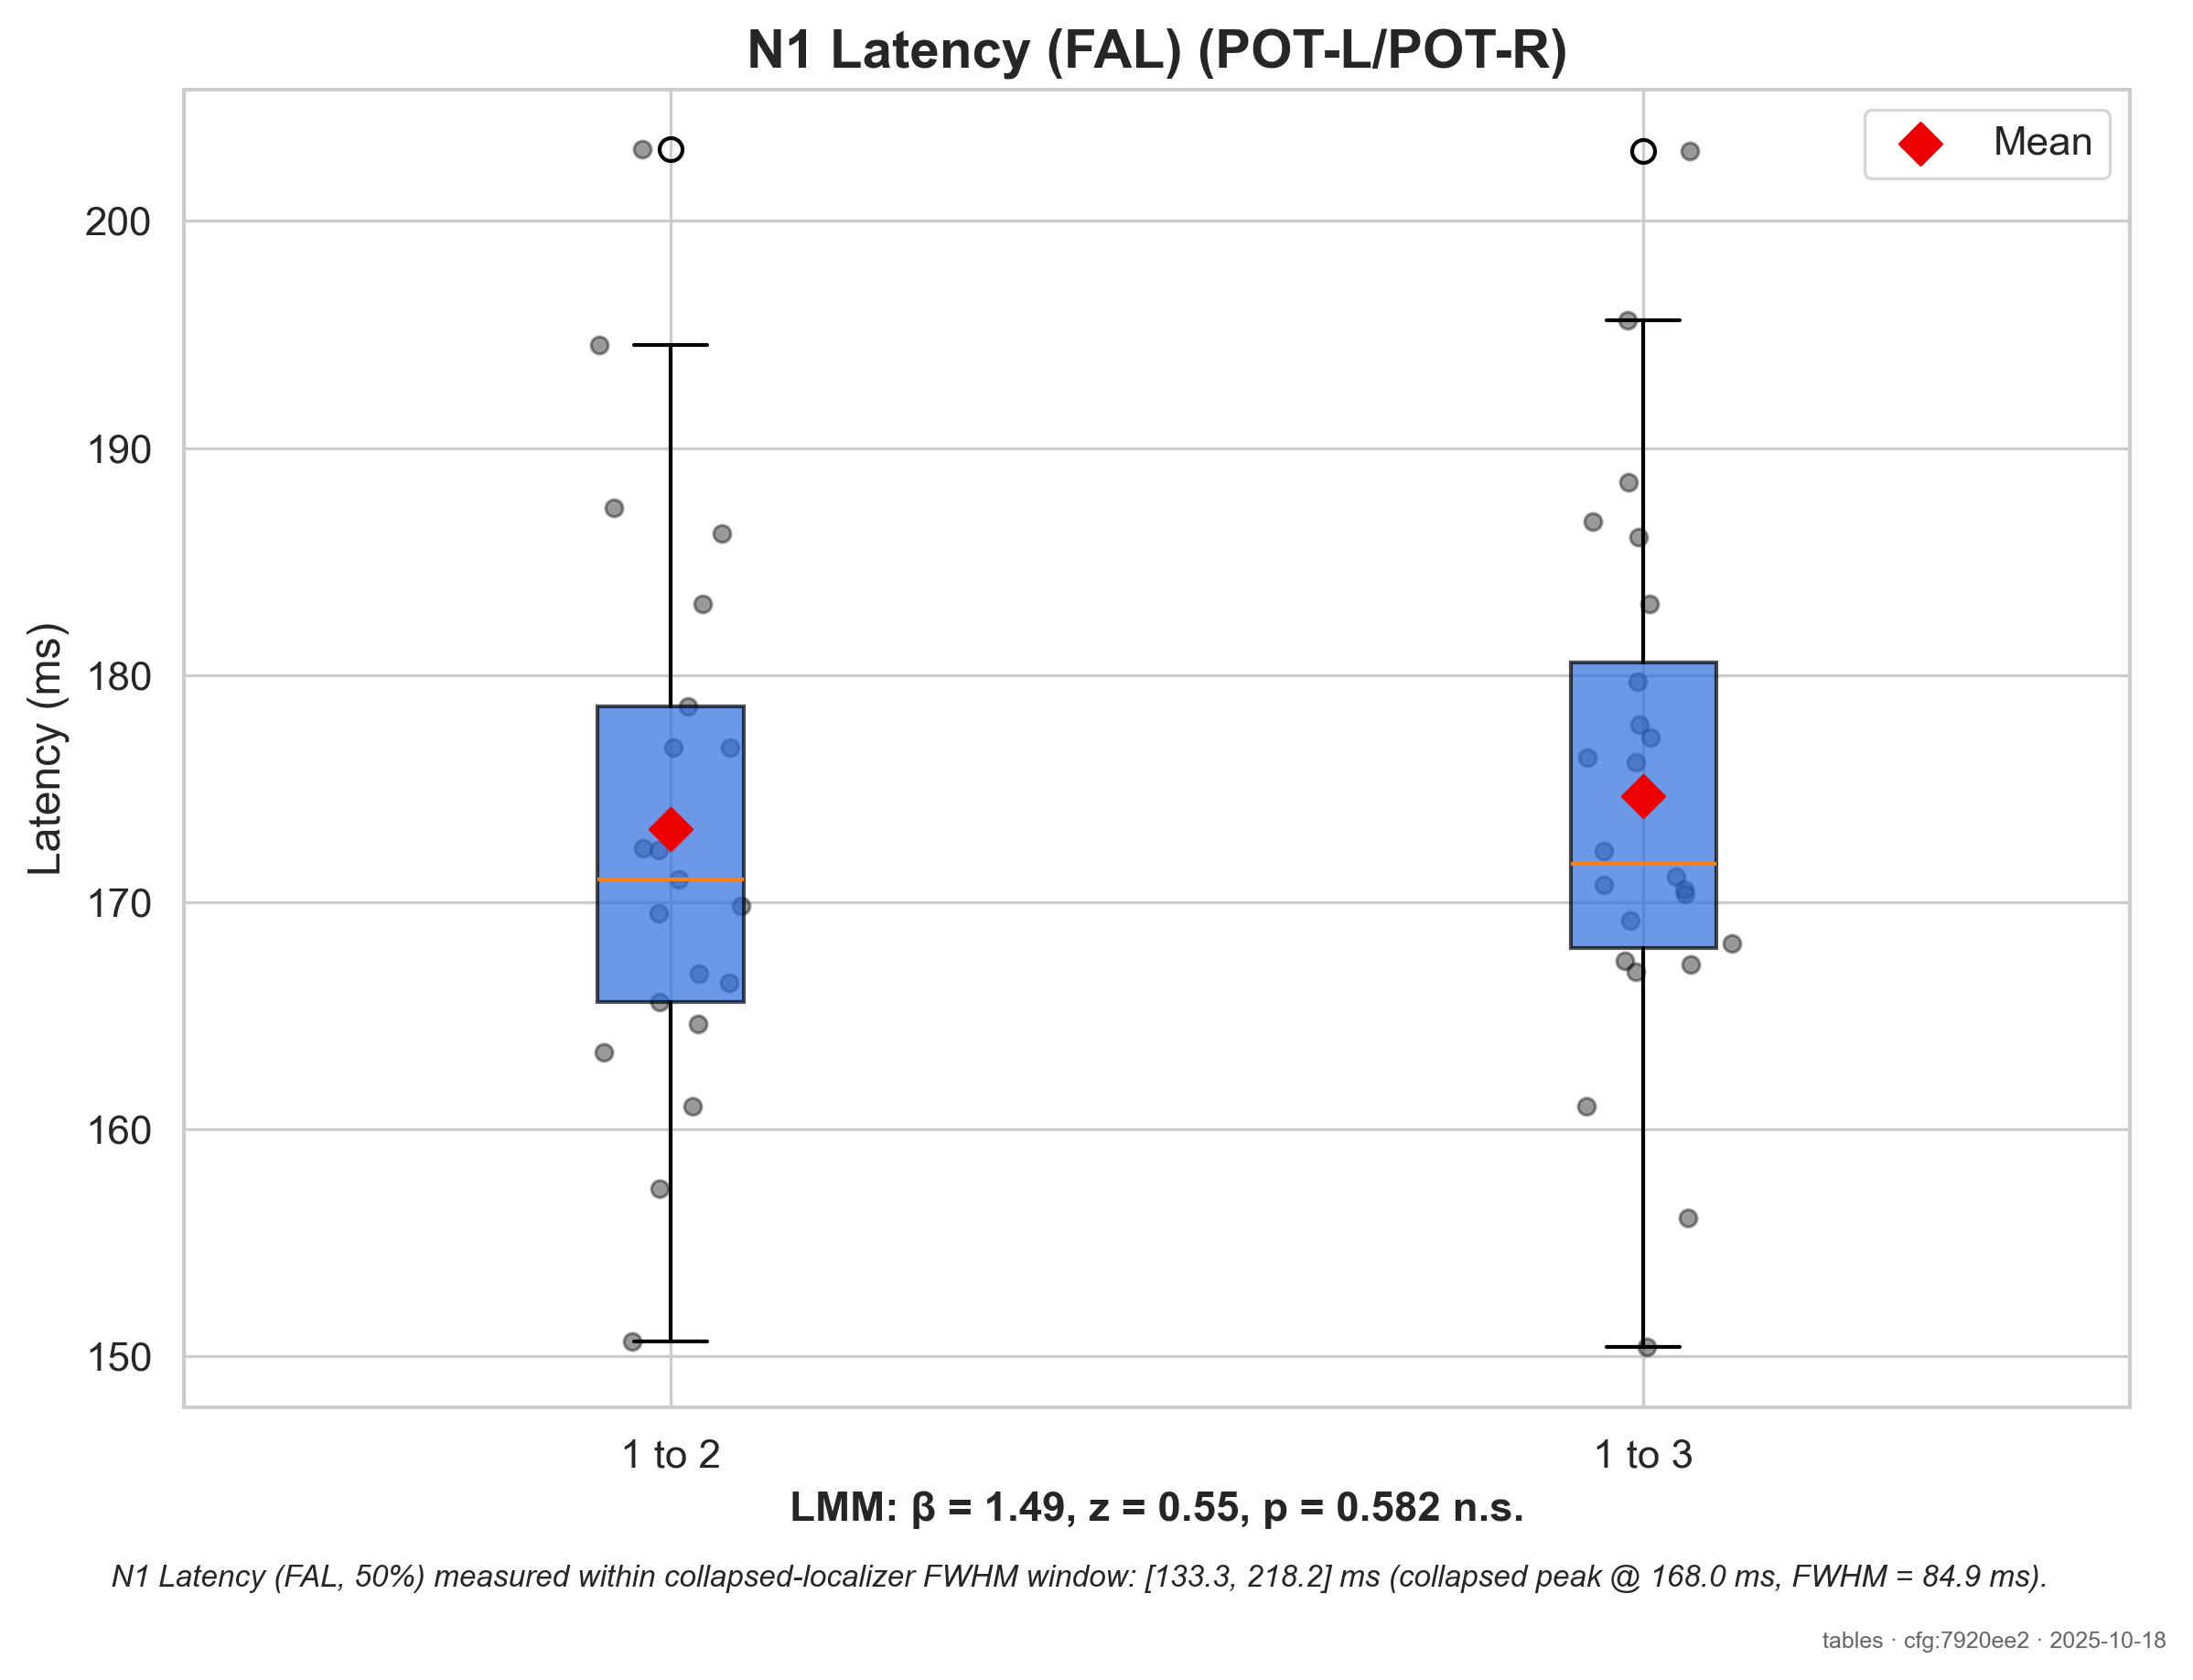 N1 Latency (FAL) (POT-L/POT-R)
Mean
Latency (ms)
200
190
180
170
160
150
1 to 2
1 to 3
LMM: β = 1.49, z = 0.55, p = 0.582 n.s.
N1 Latency (FAL, 50%) measured within collapsed-localizer FWHM window: [133.3, 218.2] ms (collapsed peak @ 168.0 ms, FWHM = 84.9 ms).
tables · cfg:7920ee2 · 2025-10-18